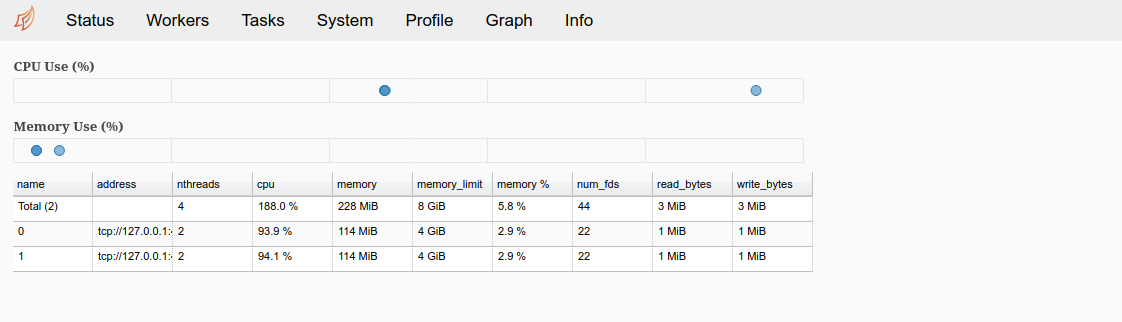 Status Workers Tasks System Profile Graph Info
CPU Use (%)
Memory Use (%)
name address nthreads cpu memory memory_limit memory % num_fds read_bytes write_bytes
Total (2) 4 188.0 % 228 MiB 8 GiB 5.8 % 44 3 MiB 3 MiB
0 tcp://127.0.0.1: 2 93.9 % 114 MiB 4 GiB 2.9 % 22 1 MiB 1 MiB
1 tcp://127.0.0.1: 2 94.1 % 114 MiB 4 GiB 2.9 % 22 1 MiB 1 MiB